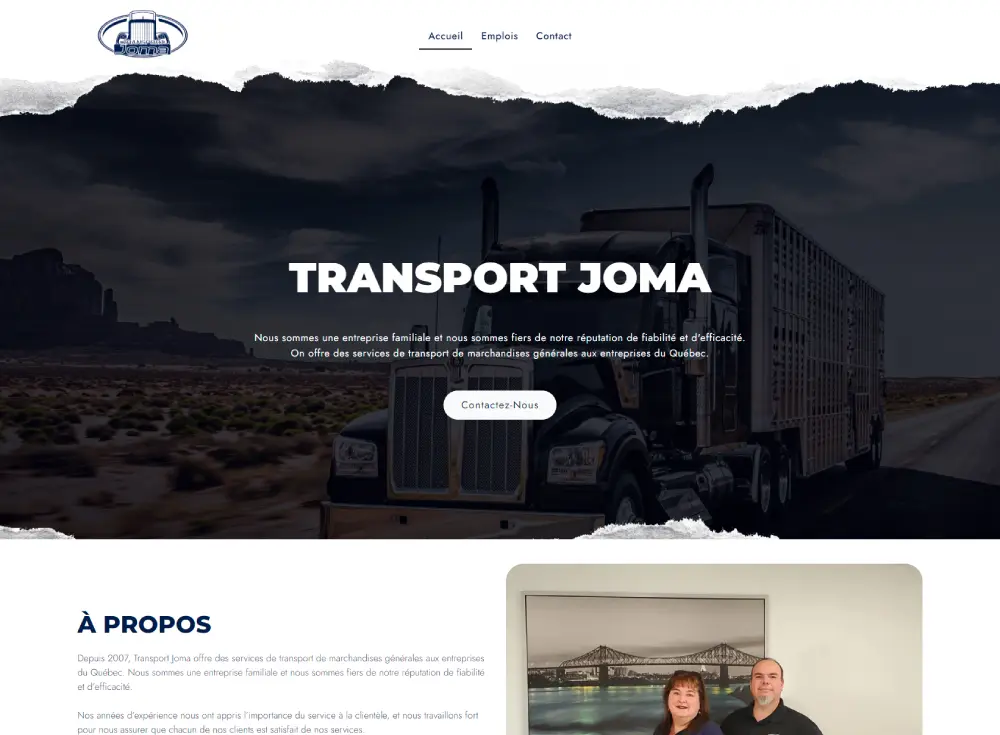 Joma
Accueil
Emplois
Contact
TRANSPORT JOMA
Nous sommes une entreprise familiale et nous sommes fiers de notre réputation de fiabilité et d'efficacité.
On offre des services de transport de marchandises générales aux entreprises du Québec.
Contactez-Nous
À PROPOS
Depuis 2007, Transport Joma offre des services de transport de marchandises générales aux entreprises
du Québec. Nous sommes une entreprise familiale et nous sommes fiers de notre réputation de fiabilité
et d'efficacité.
Nos années d'expérience nous ont appris l'importance du service à la clientèle, et nous travaillons fort
pour nous assurer que chacun de nos clients est satisfait de nos services.